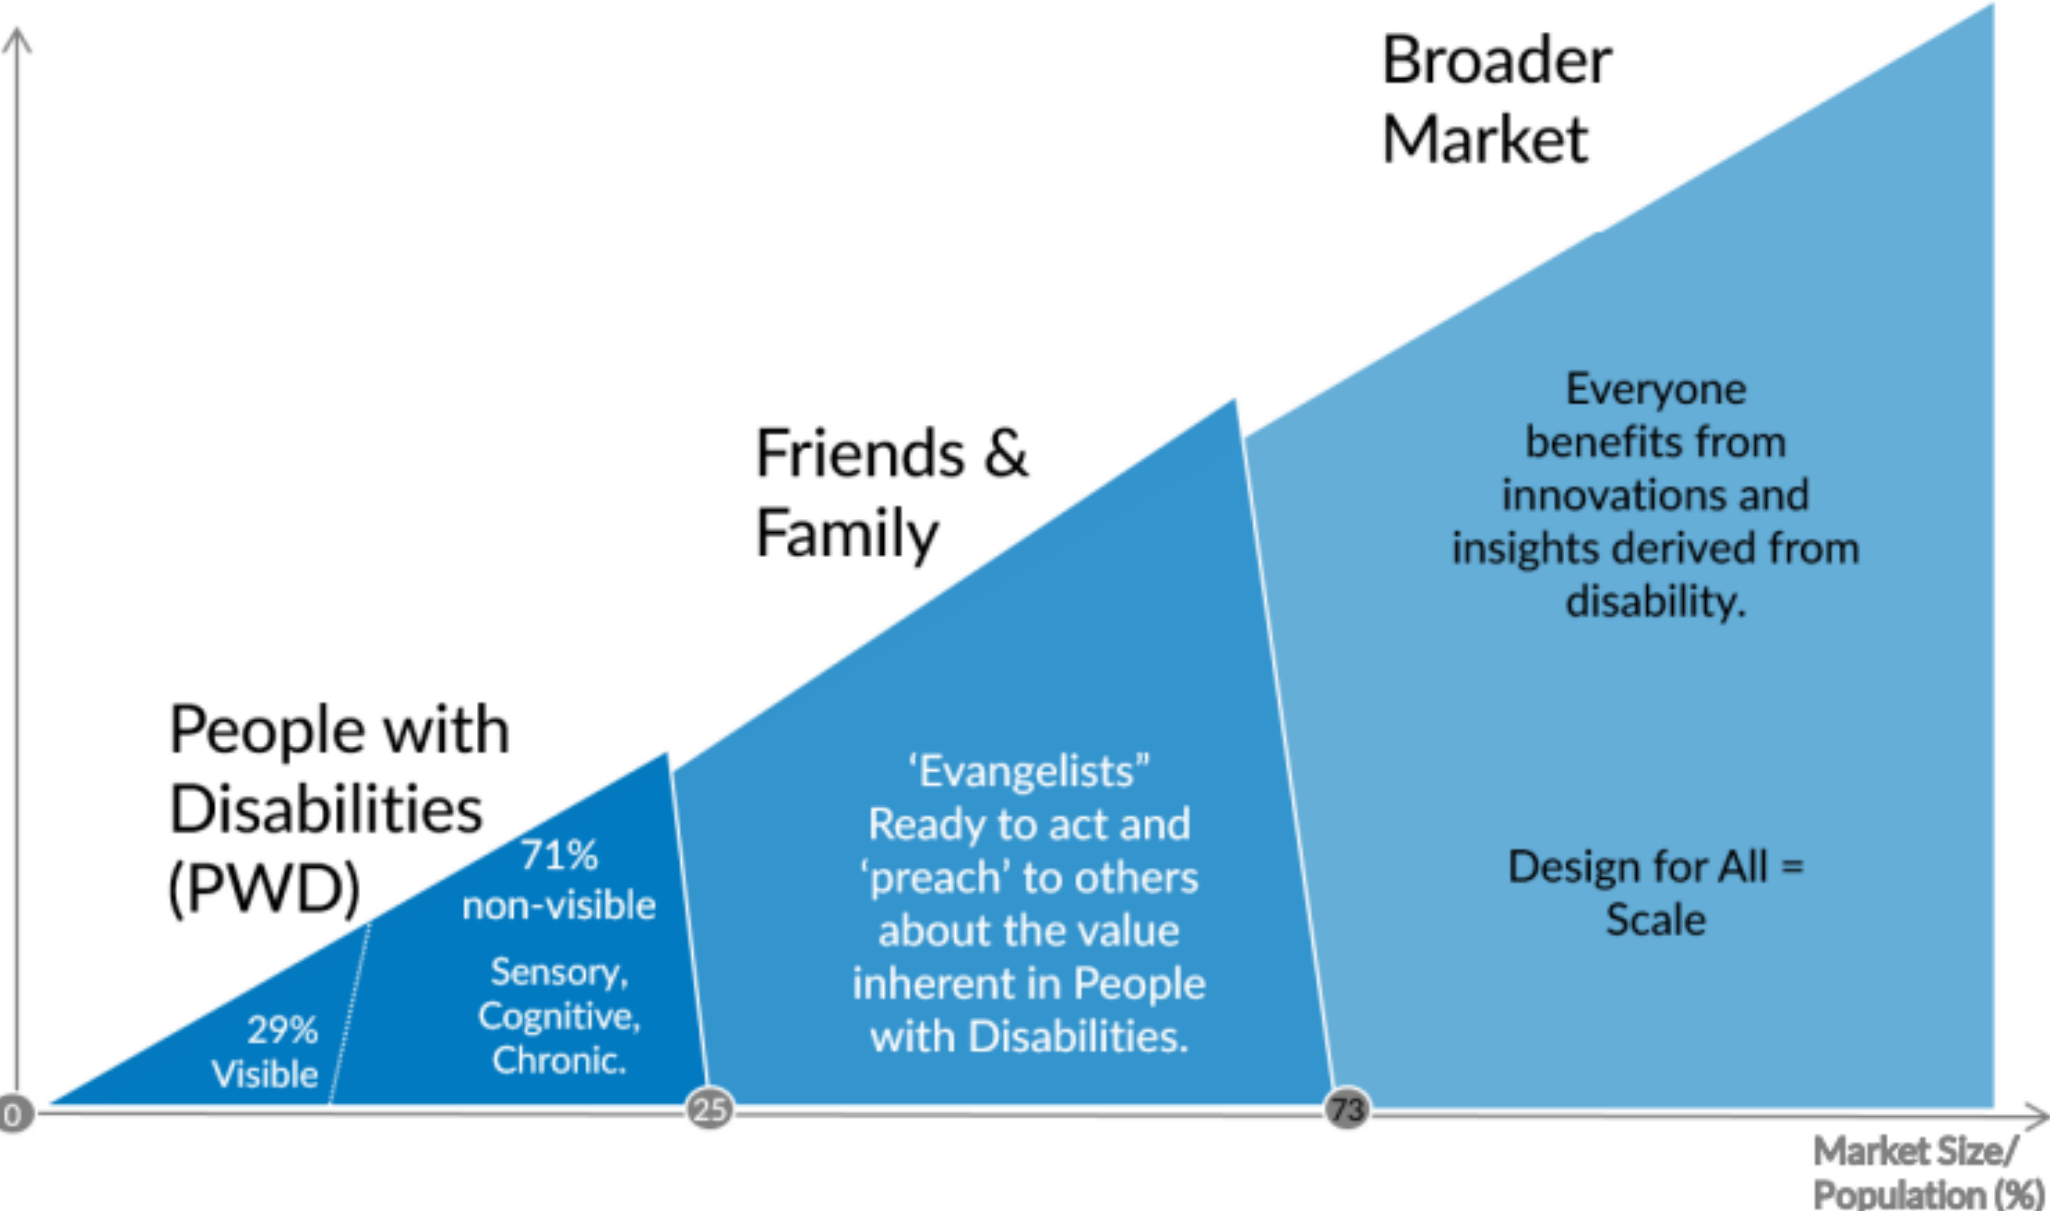 Broader
Market
Everyone
benefits from
innovations and
insights derived from
disability.
Design for All =
Scale
Friends &
Family
‘Evangelists”
Ready to act and
‘preach’ to others
about the value
inherent in People
with Disabilities.
People with
Disabilities
(PWD)
71%
non-visible
Sensory,
Cognitive,
Chronic.
29%
Visible
0
25
73
Market Size/
Population (%)